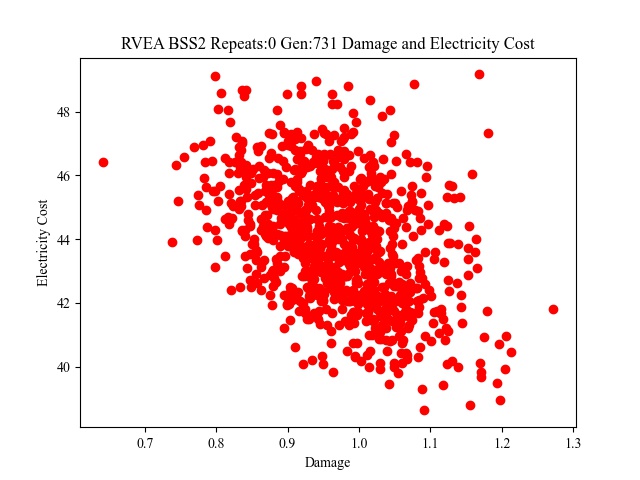 RVEA BSS2 Repeats:0 Gen:731 Damage and Electricity Cost
48
46
44
42
40
Electricity Cost
0.7 0.8 0.9 1.0 1.1 1.2 1.3
Damage